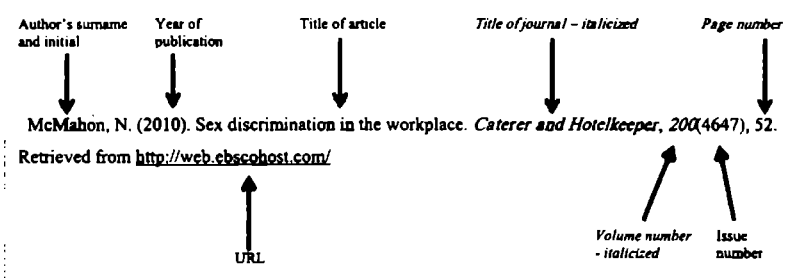 Author's surname and initial
Year of publication
Title of article
Title of journal – italicized
Page number
McMahon, N. (2010). Sex discrimination in the workplace. Caterer and Hotelkeeper, 200(4647), 52.
Retrieved from http://web.ebscohost.com/
URL
Volume number - italicized
Issue number